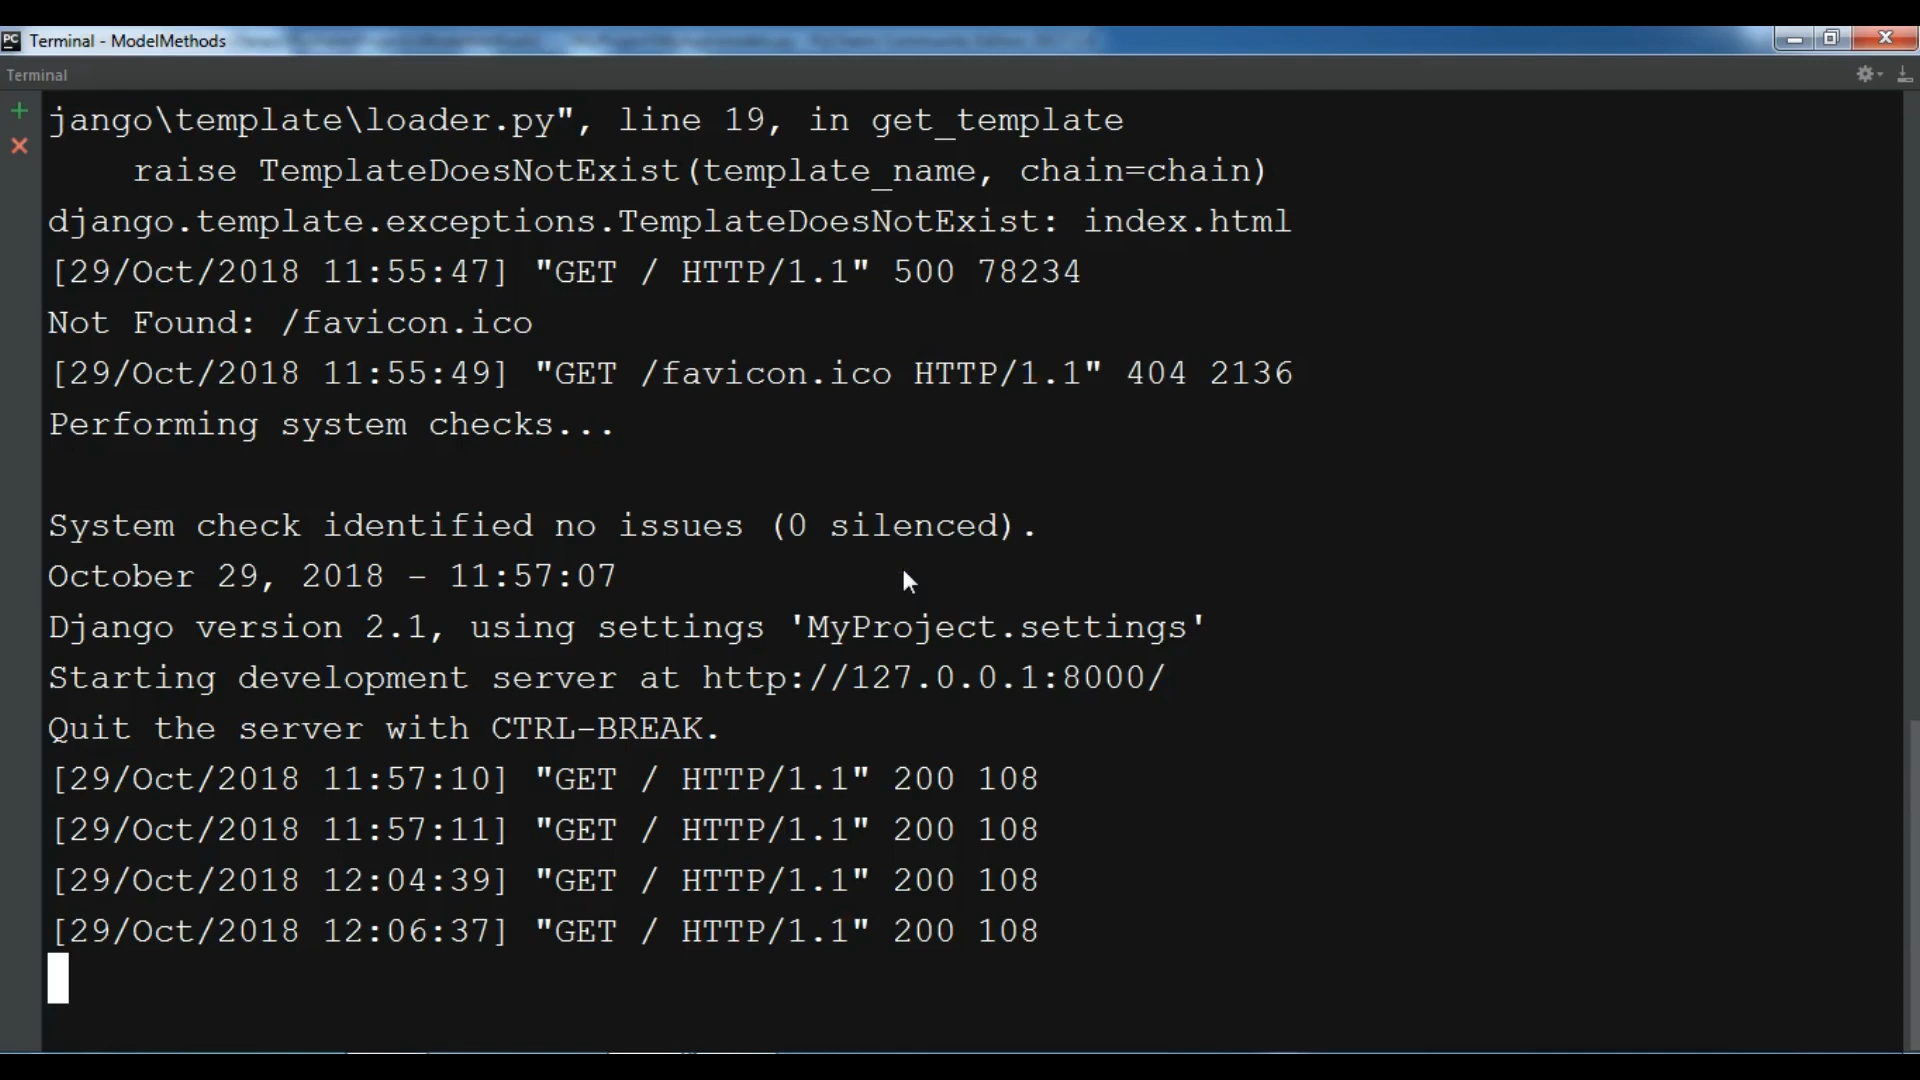 PC Terminal - ModelMethods
Terminal
jango\template\loader.py", line 19, in get_template
    raise TemplateDoesNotExist(template_name, chain=chain)
django.template.exceptions.TemplateDoesNotExist: index.html
[29/Oct/2018 11:55:47] "GET / HTTP/1.1" 500 78234
Not Found: /favicon.ico
[29/Oct/2018 11:55:49] "GET /favicon.ico HTTP/1.1" 404 2136
Performing system checks...
System check identified no issues (0 silenced).
October 29, 2018 - 11:57:07
Django version 2.1, using settings 'MyProject.settings'
Starting development server at http://127.0.0.1:8000/
Quit the server with CTRL-BREAK.
[29/Oct/2018 11:57:10] "GET / HTTP/1.1" 200 108
[29/Oct/2018 11:57:11] "GET / HTTP/1.1" 200 108
[29/Oct/2018 12:04:39] "GET / HTTP/1.1" 200 108
[29/Oct/2018 12:06:37] "GET / HTTP/1.1" 200 108